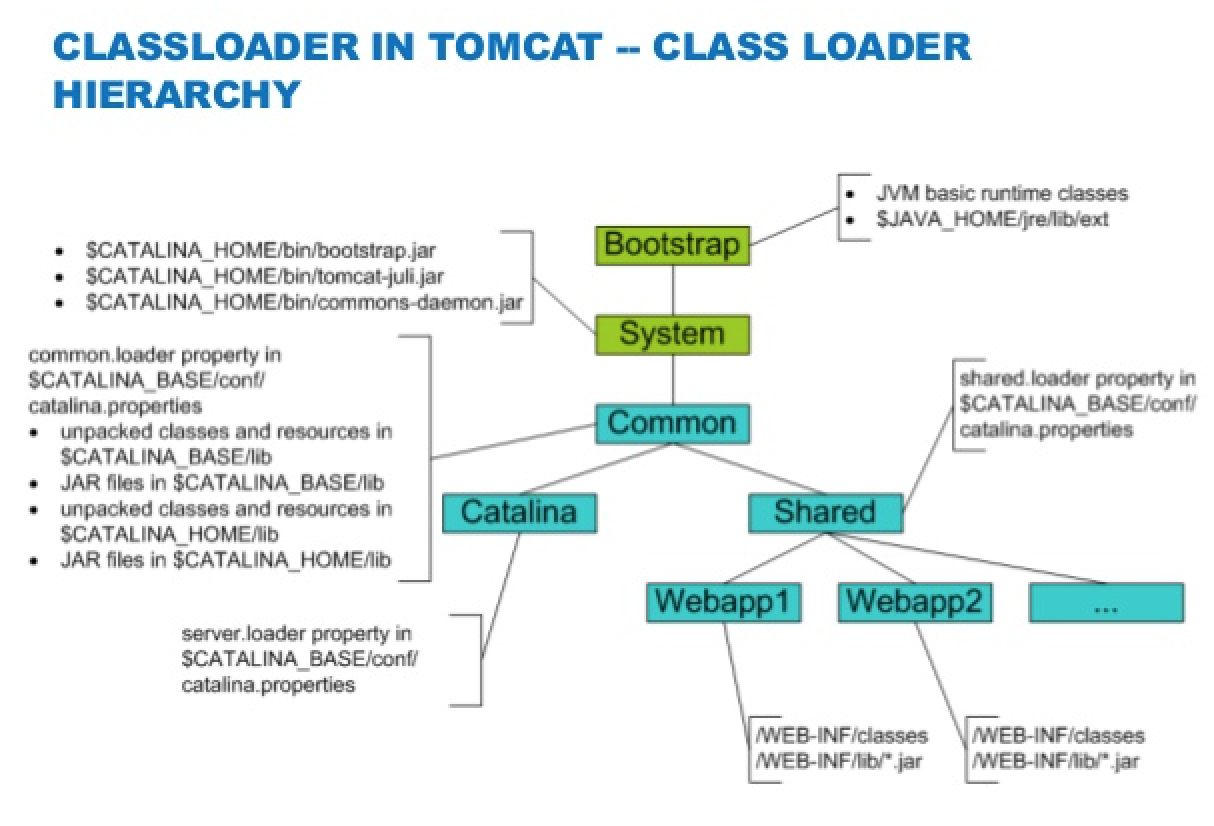 CLASSLOADER IN TOMCAT -- CLASS LOADER
HIERARCHY
• JVM basic runtime classes
• $JAVA_HOME/jre/lib/ext
Bootstrap
• $CATALINA_HOME/bin/bootstrap.jar
• $CATALINA_HOME/bin/tomcat-juli.jar
• $CATALINA_HOME/bin/commons-daemon.jar
System
common.loader property in
$CATALINA_BASE/conf/
catalina.properties
• unpacked classes and resources in
$CATALINA_BASE/lib
• JAR files in $CATALINA_BASE/lib
• unpacked classes and resources in
$CATALINA_HOME/lib
• JAR files in $CATALINA_HOME/lib
Common
shared.loader property in
$CATALINA_BASE/conf/
catalina.properties
Catalina
Shared
Webapp1
Webapp2
...
server.loader property in
$CATALINA_BASE/conf/
catalina.properties
/WEB-INF/classes
/WEB-INF/lib/*.jar
/WEB-INF/classes
/WEB-INF/lib/*.jar